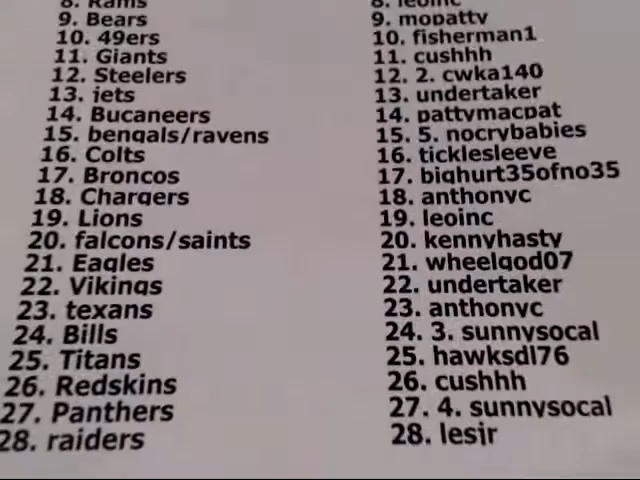 8. Rams
9. Bears
10. 49ers
11. Giants
12. Steelers
13. jets
14. Bucaneers
15. bengals/ravens
16. Colts
17. Broncos
18. Chargers
19. Lions
20. falcons/saints
21. Eagles
22. Vikings
23. texans
24. Bills
25. Titans
26. Redskins
27. Panthers
28. raiders
8. leoinc
9. mopatty
10. fisherman1
11. cushhh
12. 2. cwka140
13. undertaker
14. pattymacpat
15. 5. nocrybabies
16. ticklesleeve
17. bighurt35ofno35
18. anthonyc
19. leoinc
20. kennyhasty
21. wheelgod07
22. undertaker
23. anthonyc
24. 3. sunnysocal
25. hawksdl76
26. cushhh
27. 4. sunnysocal
28. lesjr